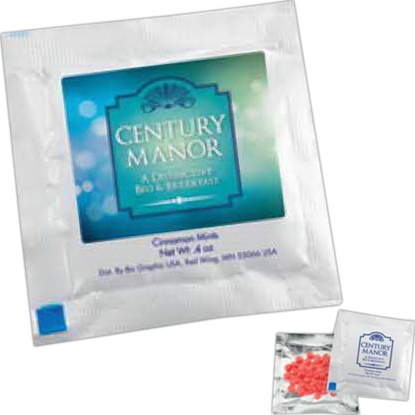 CENTURY
MANOR
A DISTINCTIVE
BED & BREAKFAST
Cinnamon Mints
Net Wt. .4 oz.
Dist. By Bic Graphic USA, Red Wing, MN 55066 USA
CENTURY
MANOR